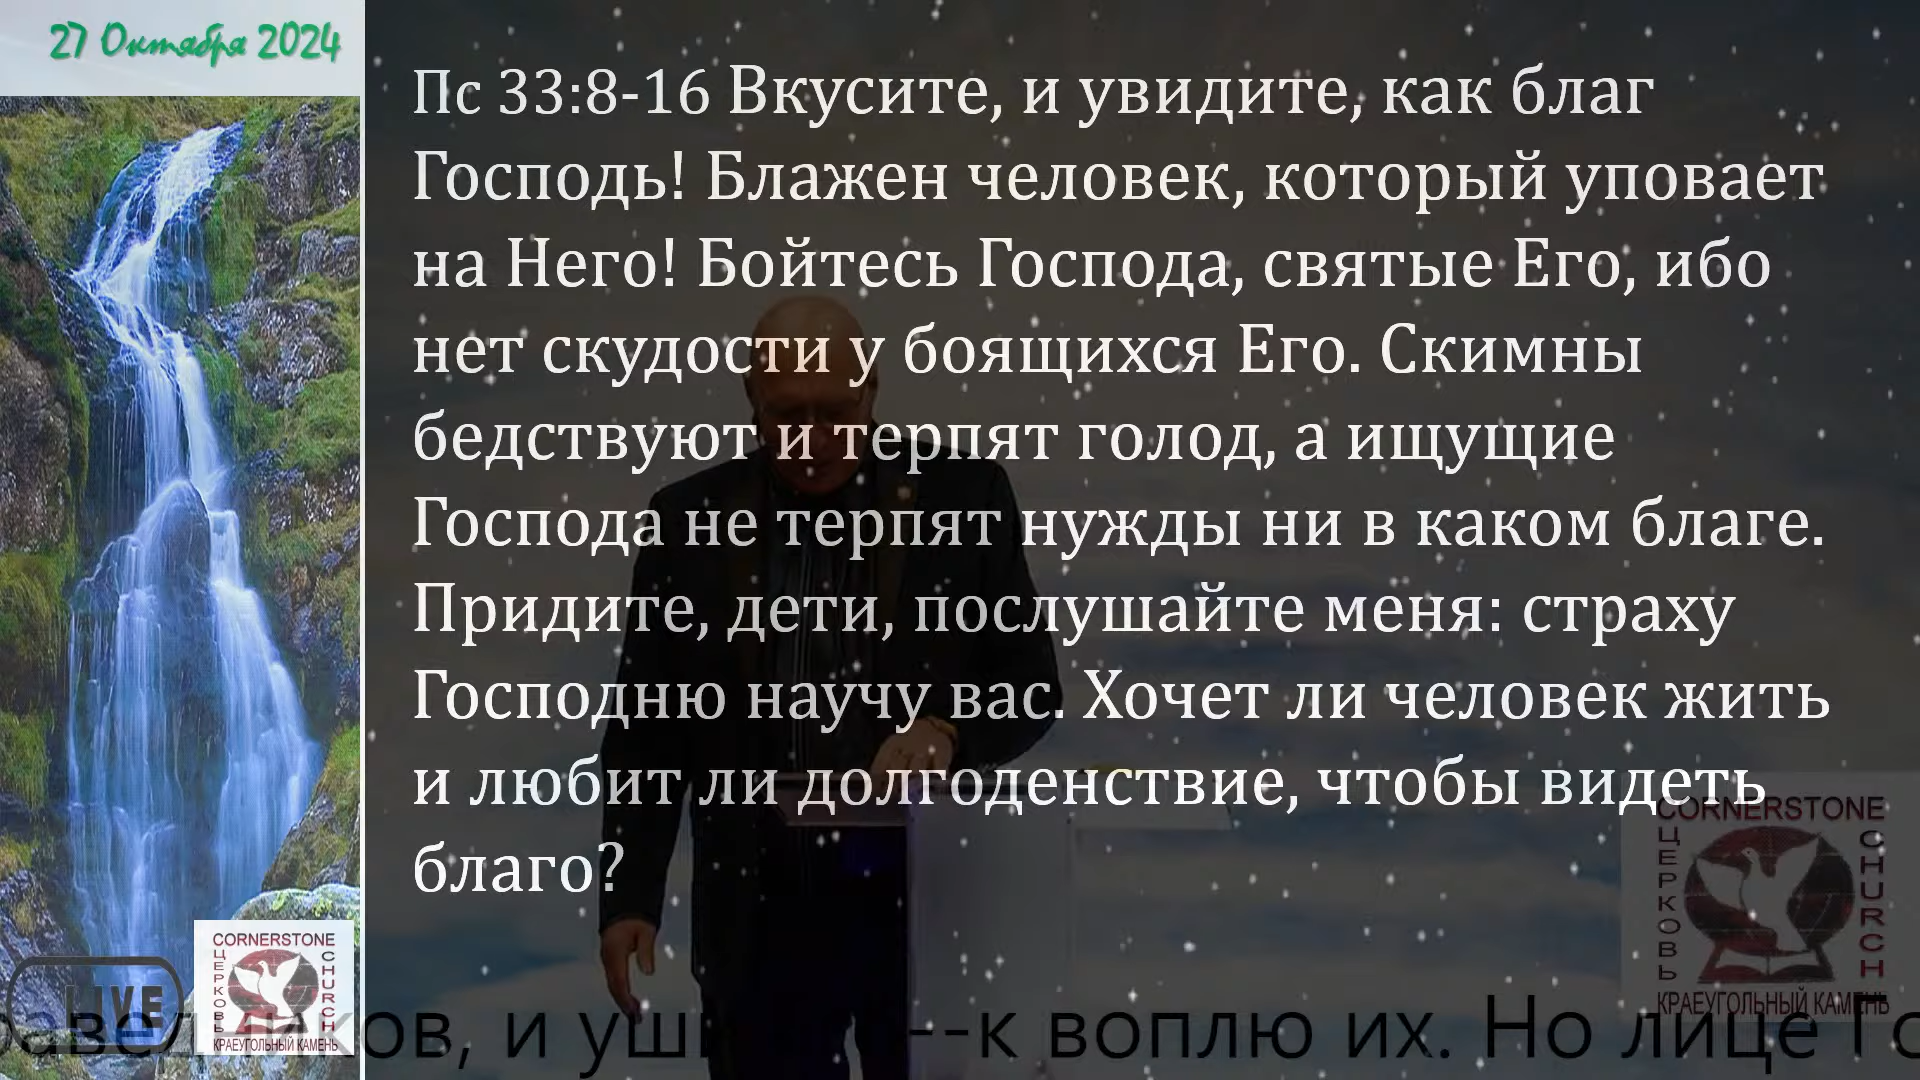 27 Октября 2024
Пс 33:8-16 Вкусите, и увидите, как благ
Господь! Блажен человек, который уповает
на Него! Бойтесь Господа, святые Его, ибо
нет скудости у боящихся Его. Скимны
бедствуют и терпят голод, а ищущие
Господа не терпят нужды ни в каком благе.
Придите, дети, послушайте меня: страху
Господню научу вас. Хочет ли человек жить
и любит ли долгоденствие, чтобы видеть
благо?
CORNERSTONE
ЦЕРКОВЬ
CHURCH
КРАЕУГОЛЬНЫЙ КАМЕНЬ
LIVE
CORNERSTONE
ЦЕРКОВЬ
CHURCH
КРАЕУГОЛЬНЫЙ КАМЕНЬ
и к воплю их. Но лице